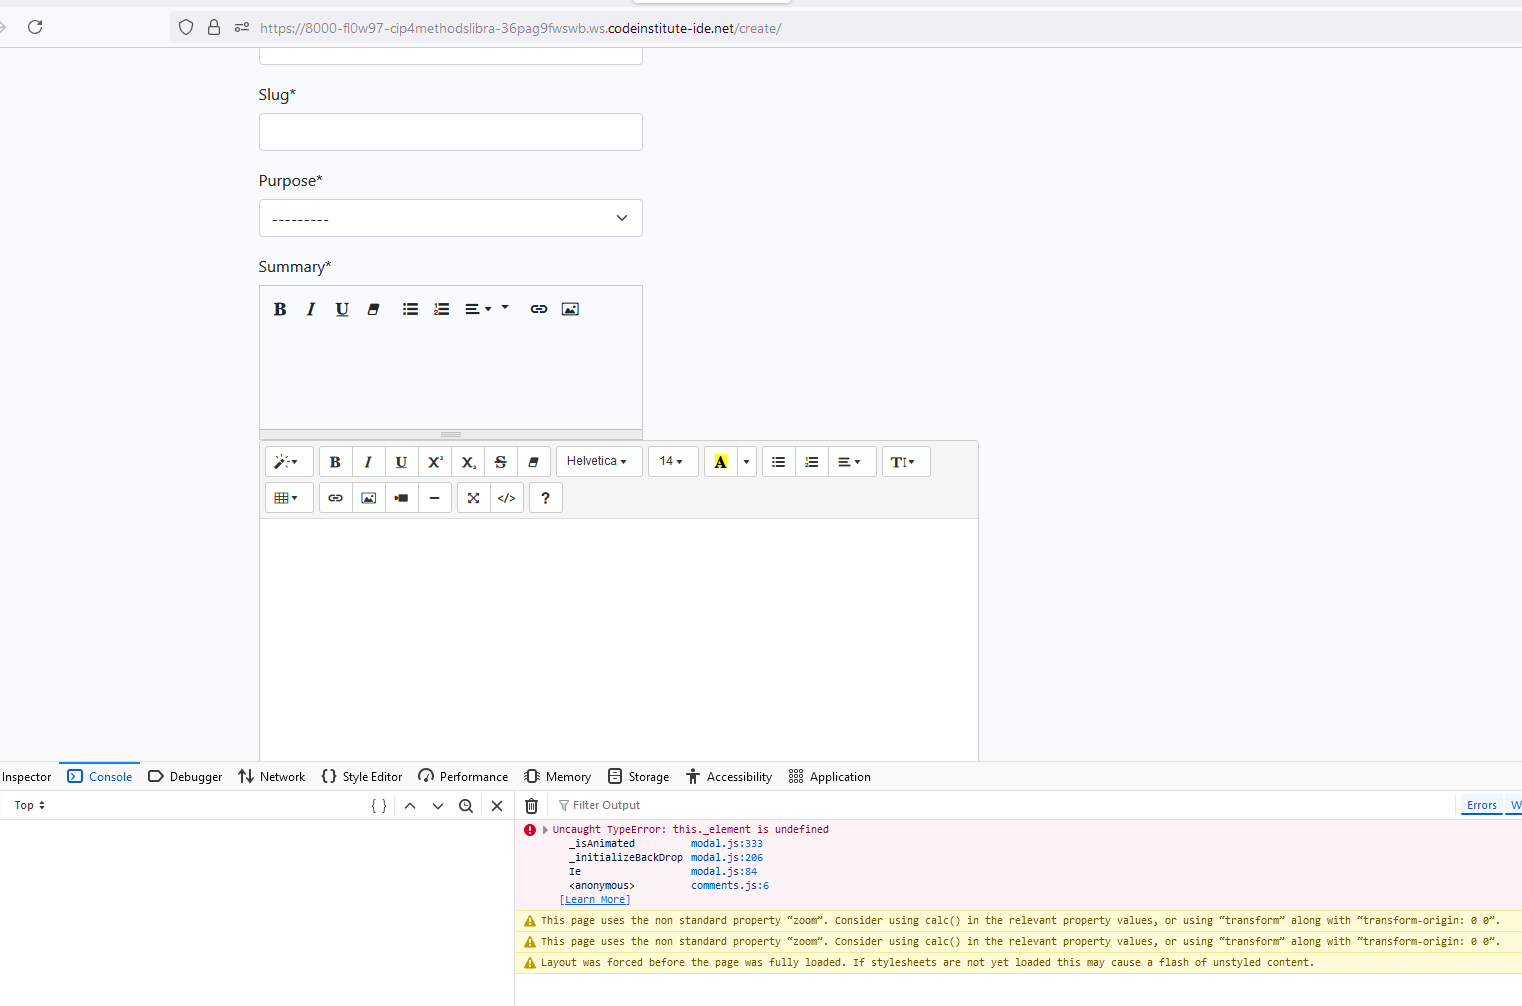 https://8000-fl0w97-cip4methodslibra-36pag9fwswb.ws.codeinstitute-ide.net/create/
Slug*
Purpose*
---------
Summary*
B I U
B I U X² X₂ S Helvetica 14 A T
</> ?
Inspector Console Debugger Network Style Editor Performance Memory Storage Accessibility Application
Top { } Filter Output Errors W
Uncaught TypeError: this._element is undefined
_isAnimated modal.js:333
_initializeBackDrop modal.js:206
Ie modal.js:84
<anonymous> comments.js:6
[Learn More]
This page uses the non standard property “zoom”. Consider using calc() in the relevant property values, or using “transform” along with “transform-origin: 0 0”.
This page uses the non standard property “zoom”. Consider using calc() in the relevant property values, or using “transform” along with “transform-origin: 0 0”.
Layout was forced before the page was fully loaded. If stylesheets are not yet loaded this may cause a flash of unstyled content.